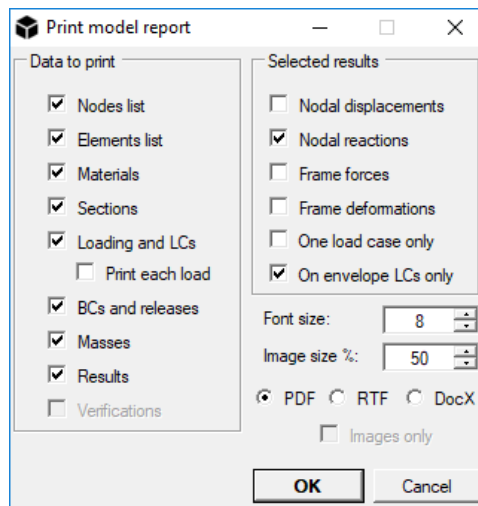 Print model report
Data to print
Nodes list
Elements list
Materials
Sections
Loading and LCs
Print each load
BCs and releases
Masses
Results
Verifications
Selected results
Nodal displacements
Nodal reactions
Frame forces
Frame deformations
One load case only
On envelope LCs only
Font size: 8
Image size %: 50
PDF RTF DocX
Images only
OK Cancel